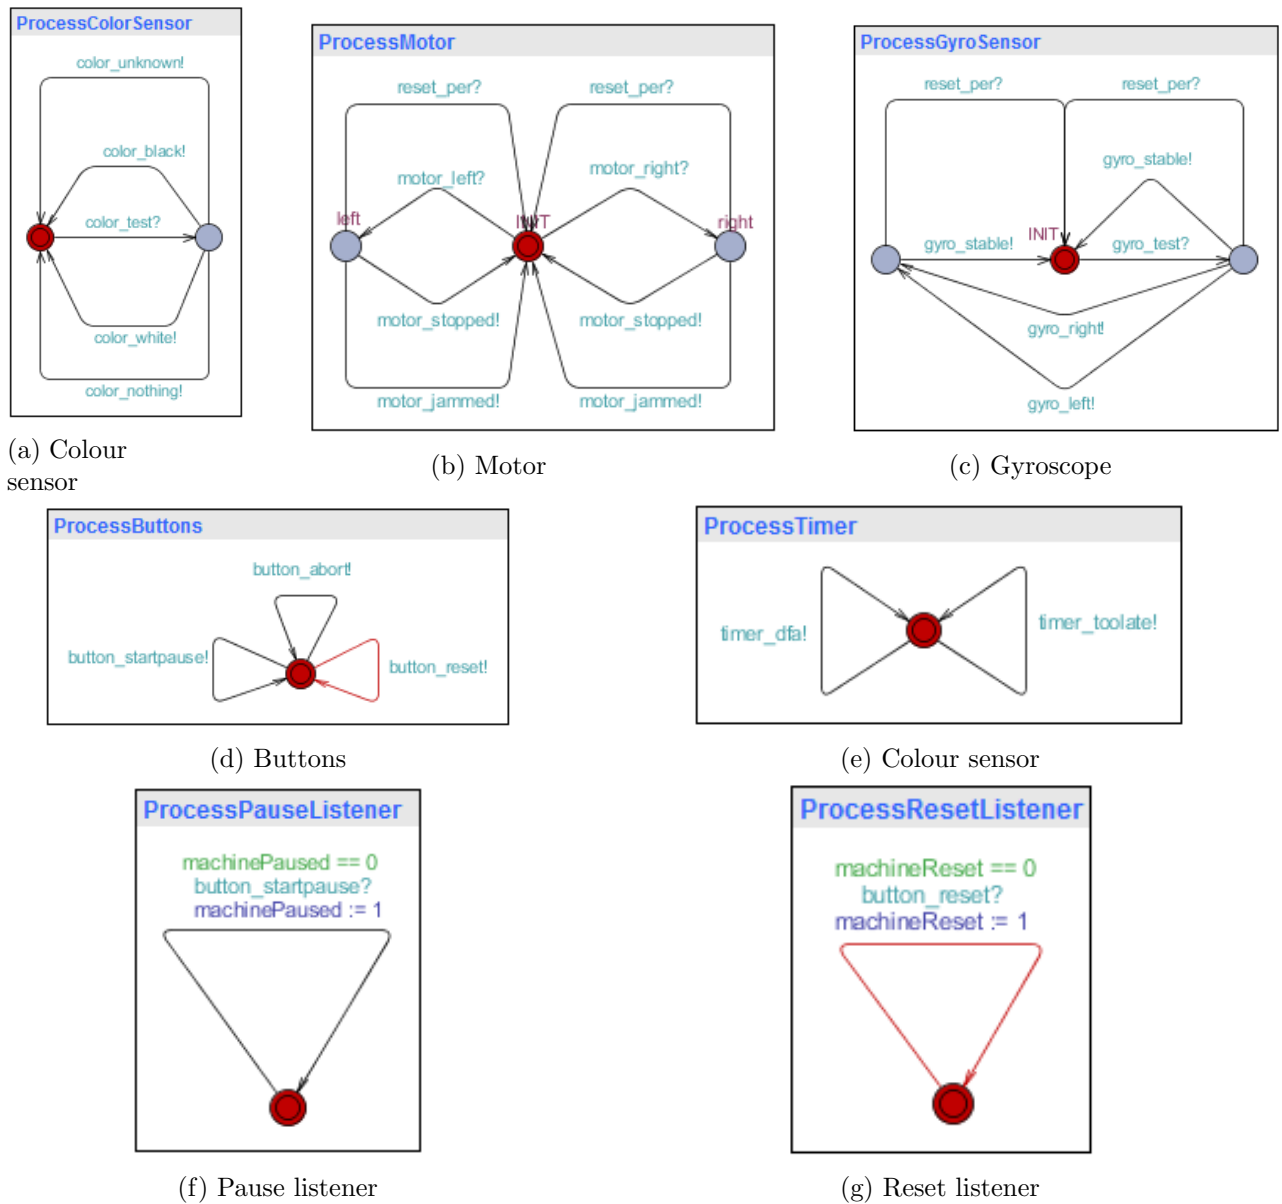 ProcessColorSensor
color_unknown!
color_black!
color_test?
color_white!
color_nothing!
(a) Colour
sensor
ProcessMotor
reset_per?
reset_per?
motor_left?
motor_right?
left
INIT
right
motor_stopped!
motor_stopped!
motor_jammed!
motor_jammed!
(b) Motor
ProcessGyroSensor
reset_per?
reset_per?
gyro_stable!
INIT
gyro_stable!
gyro_test?
gyro_right!
gyro_left!
(c) Gyroscope
ProcessButtons
button_abort!
button_startpause!
button_reset!
(d) Buttons
ProcessTimer
timer_dfa!
timer_toolate!
(e) Colour sensor
ProcessPauseListener
machinePaused == 0
button_startpause?
machinePaused := 1
(f) Pause listener
ProcessResetListener
machineReset == 0
button_reset?
machineReset := 1
(g) Reset listener